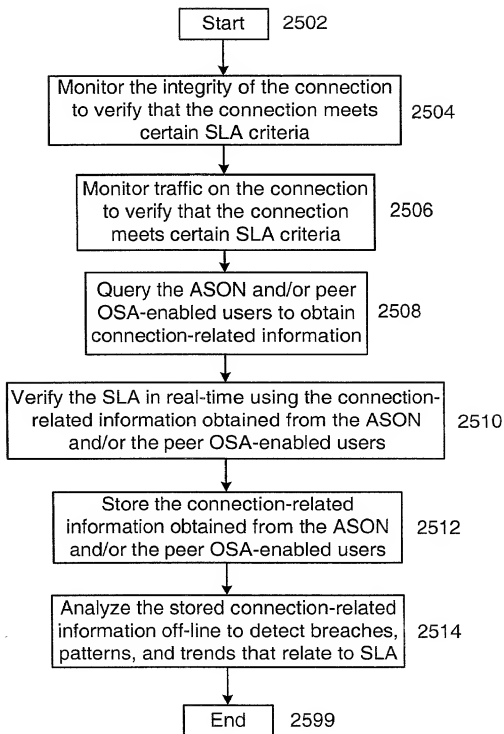 Start 2502
Monitor the integrity of the connection
to verify that the connection meets
certain SLA criteria
2504
Monitor traffic on the connection
to verify that the connection
meets certain SLA criteria
2506
Query the ASON and/or peer
OSA-enabled users to obtain
connection-related information
2508
Verify the SLA in real-time using the connection-
related information obtained from the ASON
and/or the peer OSA-enabled users
2510
Store the connection-related
information obtained from the ASON
and/or the peer OSA-enabled users
2512
Analyze the stored connection-related
information off-line to detect breaches,
patterns, and trends that relate to SLA
2514
End 2599